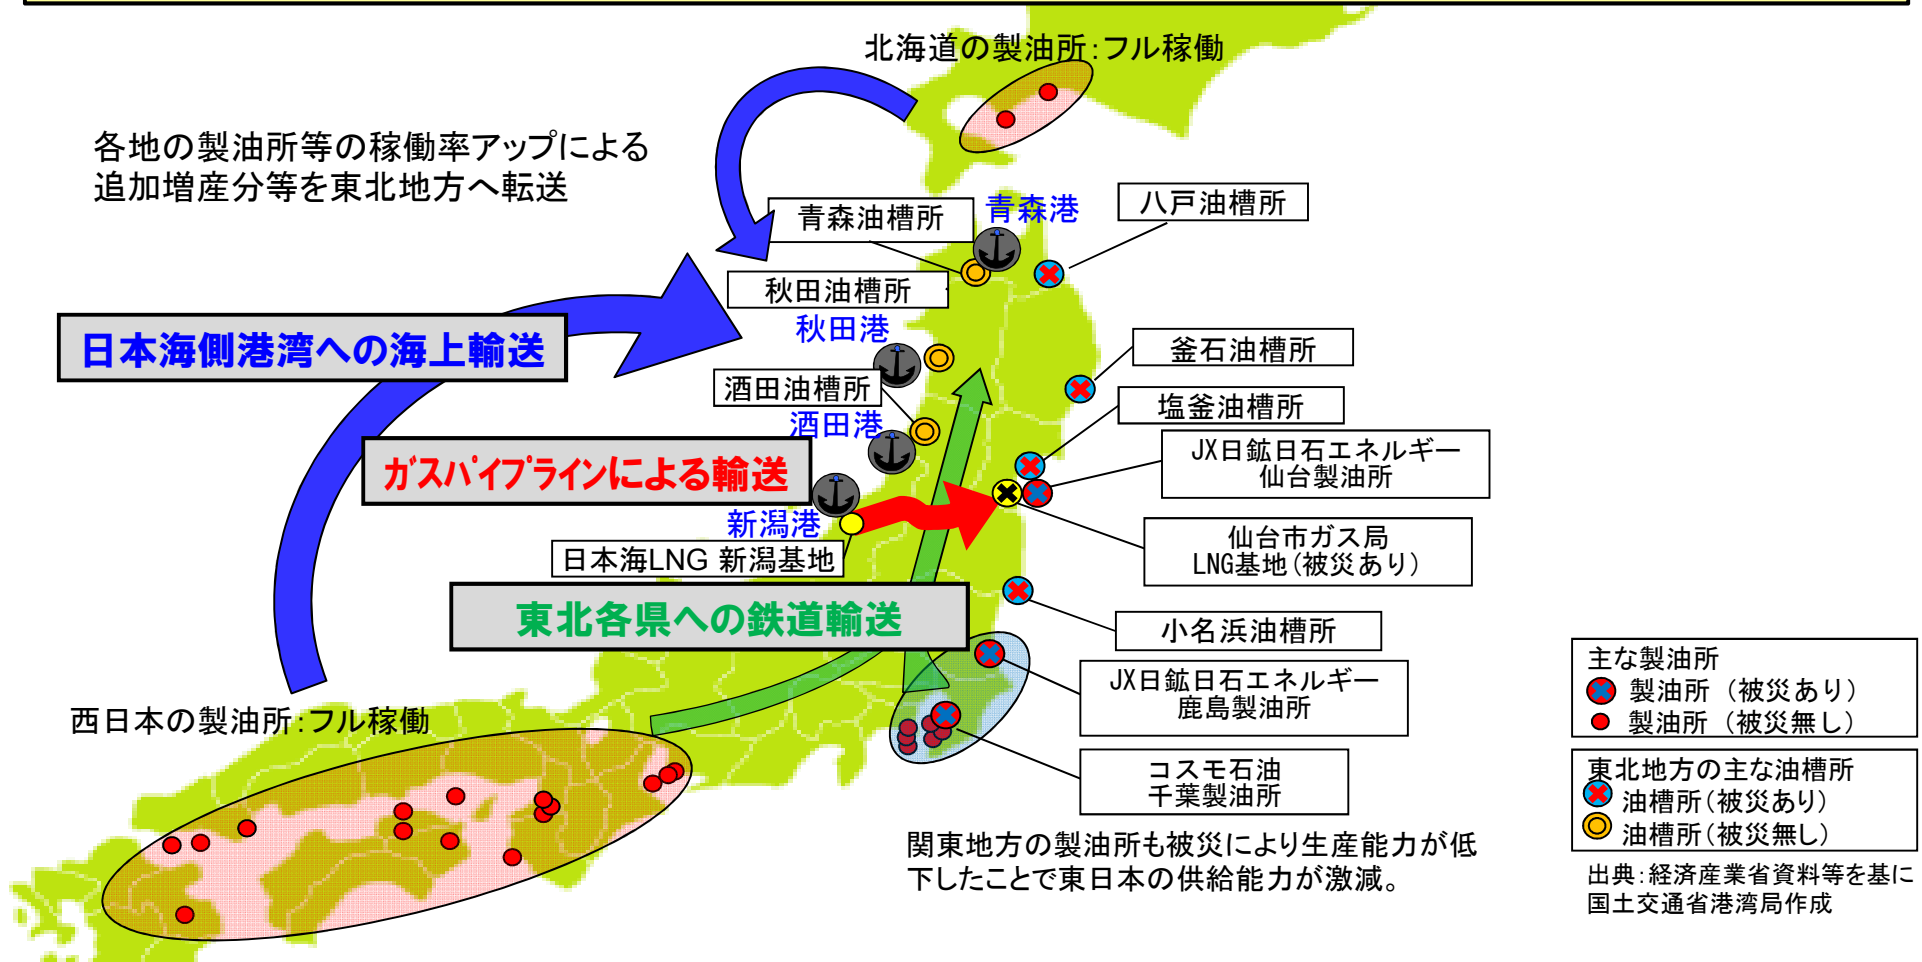 北海道の製油所：フル稼働
各地の製油所等の稼働率アップによる
追加増産分等を東北地方へ転送
青森油槽所
青森港
八戸油槽所
秋田油槽所
秋田港
日本海側港湾への海上輸送
釜石油槽所
酒田油槽所
塩釜油槽所
酒田港
JX日鉱日石エネルギー
仙台製油所
ガスパイプラインによる輸送
新潟港
仙台市ガス局
LNG基地（被災あり）
日本海LNG 新潟基地
東北各県への鉄道輸送
小名浜油槽所
JX日鉱日石エネルギー
鹿島製油所
西日本の製油所：フル稼働
コスモ石油
千葉製油所
関東地方の製油所も被災により生産能力が低
下したことで東日本の供給能力が激減。
主な製油所
製油所 （被災あり）
製油所 （被災無し）
東北地方の主な油槽所
油槽所（被災あり）
油槽所（被災無し）
出典：経済産業省資料等を基に
国土交通省港湾局作成